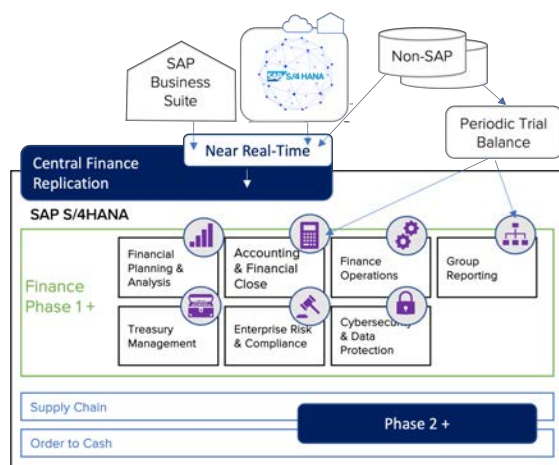 SAP
Business
Suite
SAP S/4HANA
Non-SAP
Periodic Trial
Balance
Near Real-Time
Central Finance
Replication
SAP S/4HANA
Finance
Phase 1 +
Financial
Planning &
Analysis
Accounting
& Financial
Close
Finance
Operations
Group
Reporting
Treasury
Management
Enterprise Risk
& Compliance
Cybersecurity
& Data
Protection
Supply Chain
Order to Cash
Phase 2 +